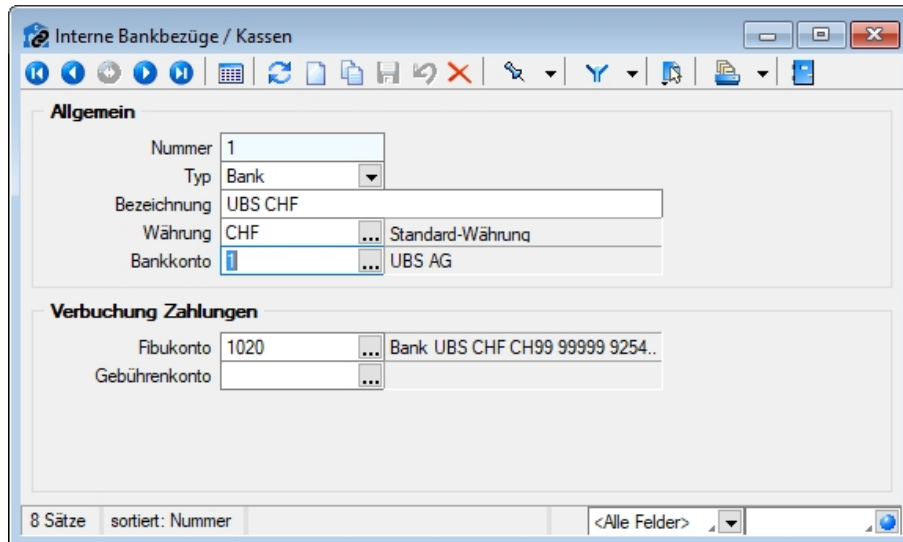 Interne Bankbezüge / Kassen
Allgemein
Nummer 1
Typ Bank
Bezeichnung UBS CHF
Währung CHF ... Standard-Währung
Bankkonto 1 ... UBS AG
Verbuchung Zahlungen
Fibukonto 1020 ... Bank UBS CHF CH99 99999 9254..
Gebührenkonto ...
8 Sätze sortiert: Nummer <Alle Felder>